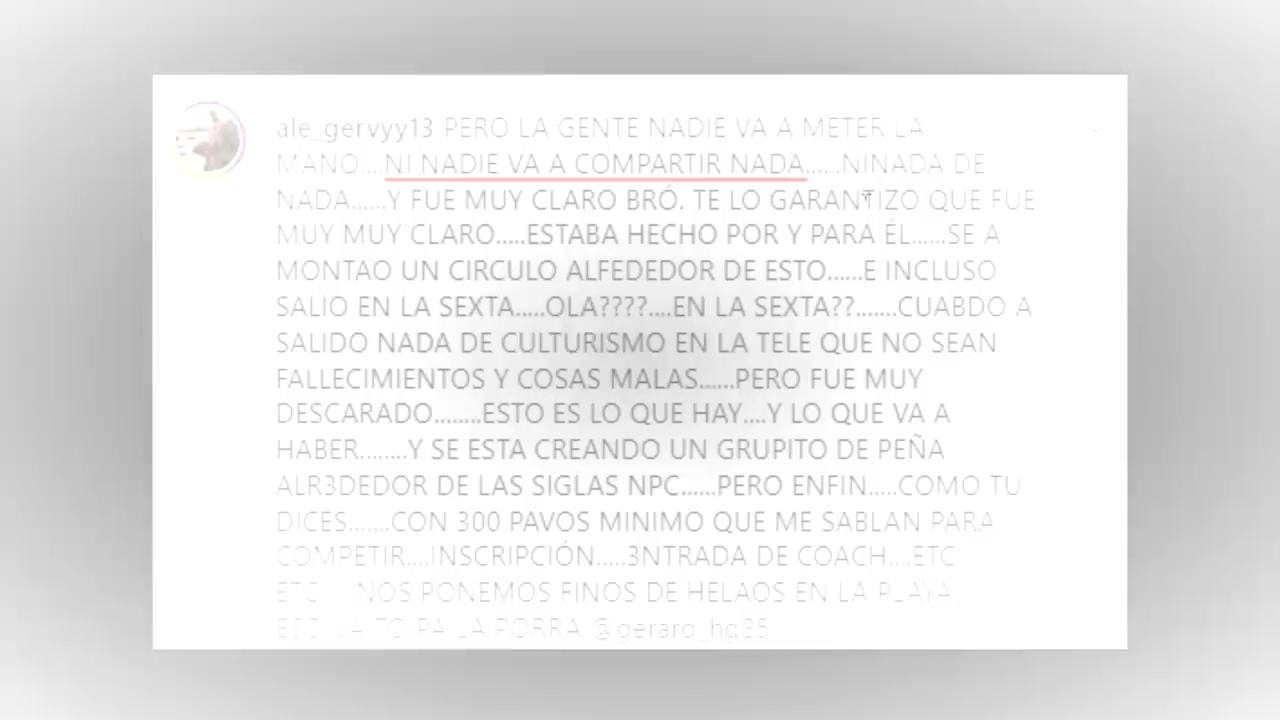 ale_gervyy13 PERO LA GENTE NADIE VA A METER LA
MANO....NI NADIE VA A COMPARTIR NADA......NINADA DE
NADA......Y FUE MUY CLARO BRÓ. TE LO GARANTIZO QUE FUE
MUY MUY CLARO.....ESTABA HECHO POR Y PARA ÉL......SE A
MONTAO UN CIRCULO ALFEDEDOR DE ESTO......E INCLUSO
SALIO EN LA SEXTA.....OLA????....EN LA SEXTA??.......CUABDO A
SALIDO NADA DE CULTURISMO EN LA TELE QUE NO SEAN
FALLECIMIENTOS Y COSAS MALAS......PERO FUE MUY
DESCARADO........ESTO ES LO QUE HAY....Y LO QUE VA A
HABER........Y SE ESTA CREANDO UN GRUPITO DE PEÑA
ALR3DEDOR DE LAS SIGLAS NPC......PERO ENFIN.....COMO TU
DICES.......CON 300 PAVOS MINIMO QUE ME SABLAN PARA
COMPETIR....INSCRIPCIÓN.....3NTRADA DE COACH....ETC
ETC NOS PONEMOS FINOS DE HELAOS EN LA PLAYA
PA LA PORRA